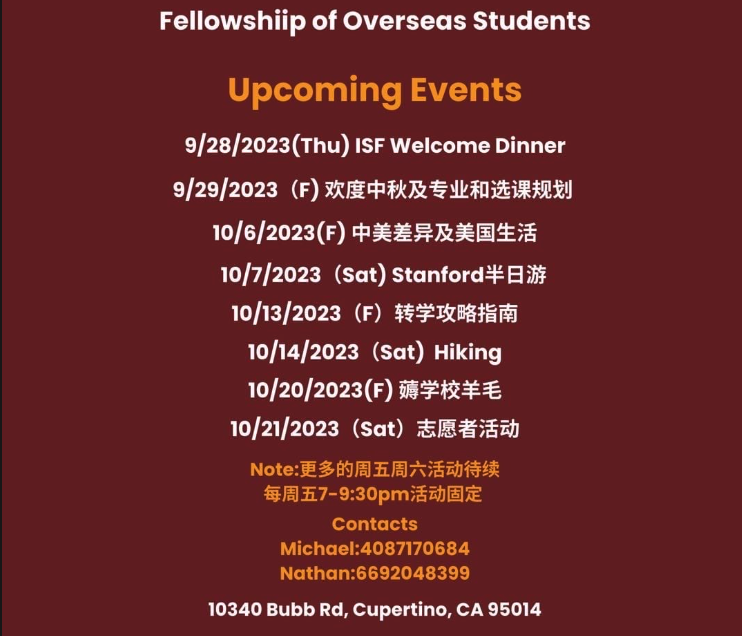 Fellowshiip of Overseas Students
Upcoming Events
9/28/2023(Thu) ISF Welcome Dinner
9/29/2023（F) 欢度中秋及专业和选课规划
10/6/2023(F) 中美差异及美国生活
10/7/2023（Sat) Stanford半日游
10/13/2023（F）转学攻略指南
10/14/2023（Sat）Hiking
10/20/2023(F) 薅学校羊毛
10/21/2023（Sat）志愿者活动
Note:更多的周五周六活动待续
每周五7-9:30pm活动固定
Contacts
Michael:4087170684
Nathan:6692048399
10340 Bubb Rd, Cupertino, CA 95014